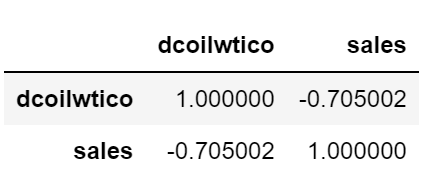 dcoilwtico sales
dcoilwtico 1.000000 -0.705002
sales -0.705002 1.000000